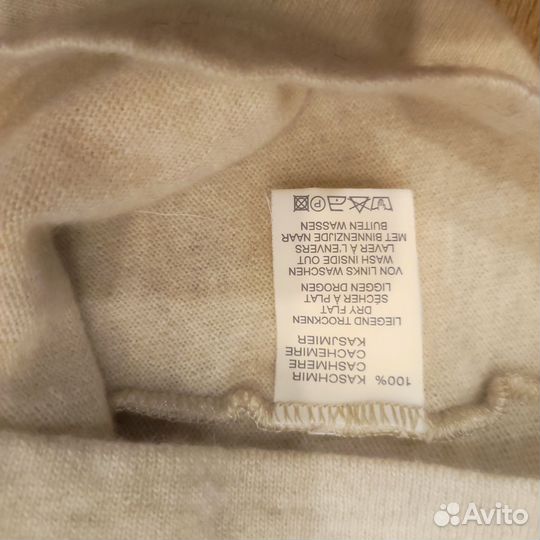 100% KASCHMIR
CASHMERE
CACHEMIRE
KASJMIER
LIEGEND TROCKNEN
DRY FLAT
SÉCHER À PLAT
LIGGEN DROGEN
VON LINKS WASCHEN
WASH INSIDE OUT
LAVER À L'ENVERS
MET BINNENZIJDE NAAR
BUITEN WASSEN
P
Avito